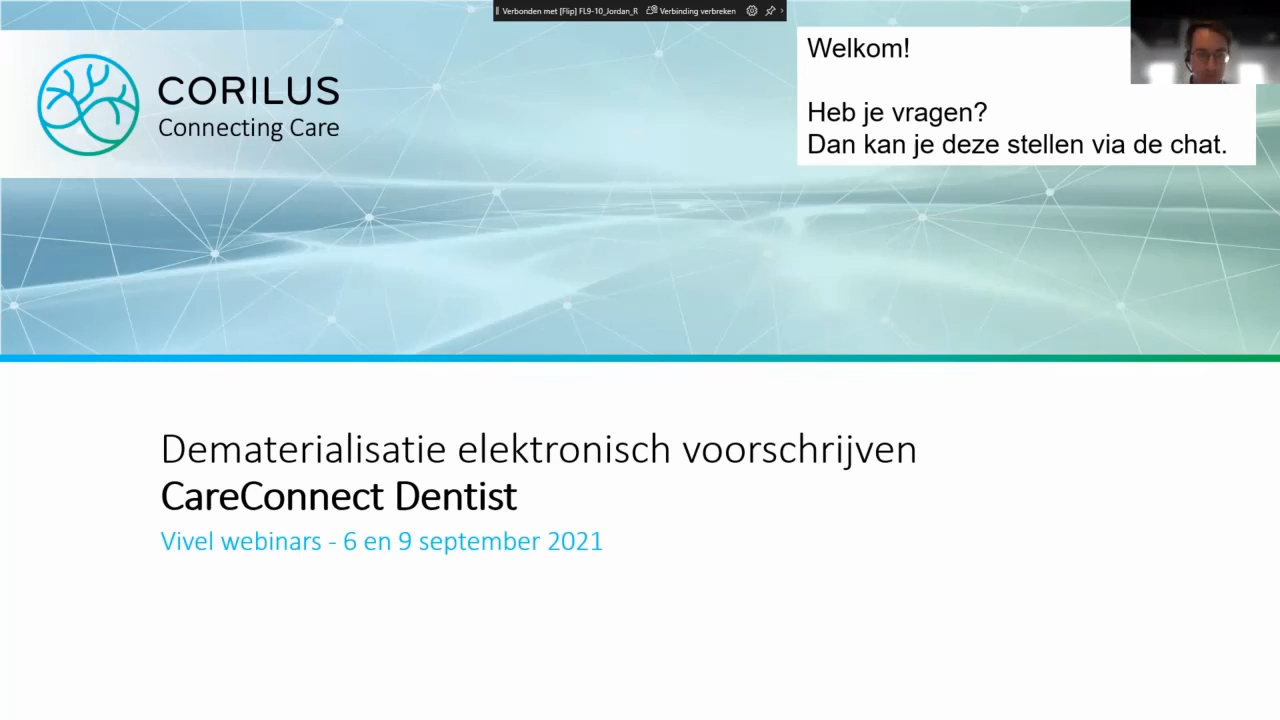 Verbonden met [Flip] FL9-10_Jordan_R Verbinding verbreken
CORILUS
Connecting Care
Welkom!
Heb je vragen?
Dan kan je deze stellen via de chat.
Dematerialisatie elektronisch voorschrijven
CareConnect Dentist
Vivel webinars - 6 en 9 september 2021